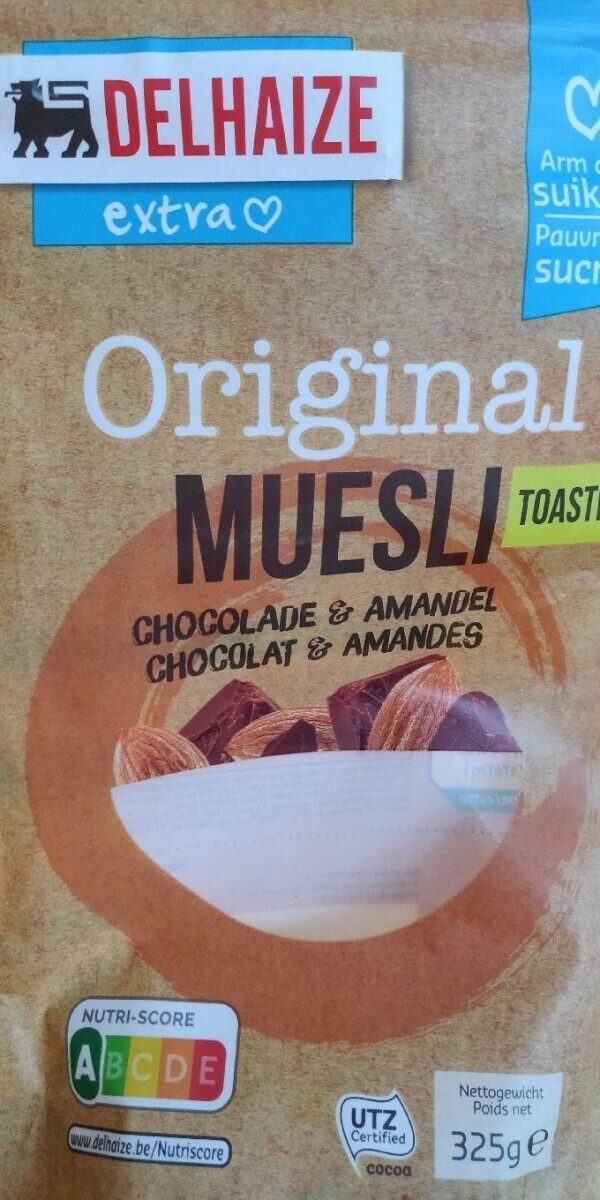 DELHAIZE
extra
Arm
suik
Pauvr
sucr
Original
MUESLI
TOAST
CHOCOLADE & AMANDEL
CHOCOLAT & AMANDES
NUTRI-SCORE
A B C D E
www.delhaize.be/Nutriscore
UTZ
Certified
cocoa
Nettogewicht
Poids net
325g e